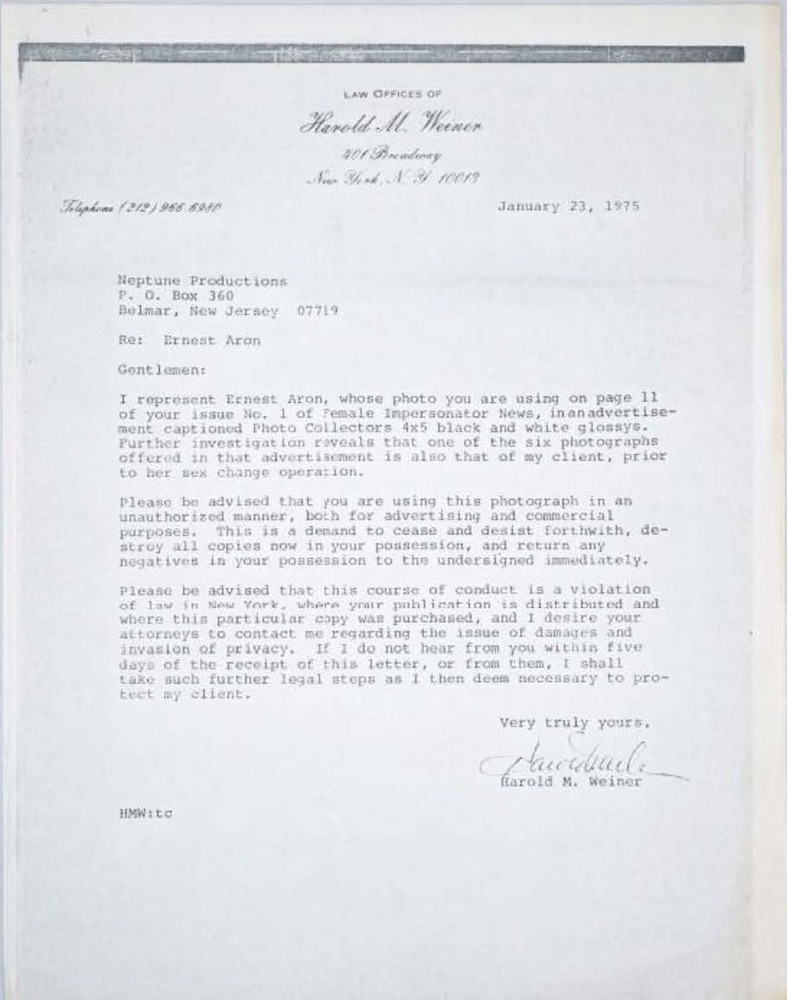 LAW OFFICES OF
Harold M. Weiner
401 Broadway
New York, N. Y. 10013
Telephone (212) 966-6980
January 23, 1975
Neptune Productions
P. O. Box 360
Belmar, New Jersey 07719
Re: Ernest Aron
Gentlemen:
I represent Ernest Aron, whose photo you are using on page 11
of your issue No. 1 of Female Impersonator News, inanadvertise-
ment captioned Photo Collectors 4x5 black and white glossys.
Further investigation reveals that one of the six photographs
offered in that advertisement is also that of my client, prior
to her sex change operation.
Please be advised that you are using this photograph in an
unauthorized manner, both for advertising and commercial
purposes. This is a demand to cease and desist forthwith, de-
stroy all copies now in your possession, and return any
negatives in your possession to the undersigned immediately.
Please be advised that this course of conduct is a violation
of law in New York, where your publication is distributed and
where this particular copy was purchased, and I desire your
attorneys to contact me regarding the issue of damages and
invasion of privacy. If I do not hear from you within five
days of the receipt of this letter, or from them, I shall
take such further legal steps as I then deem necessary to pro-
tect my client.
Very truly yours,
Harold M. Weiner
HMW:tc